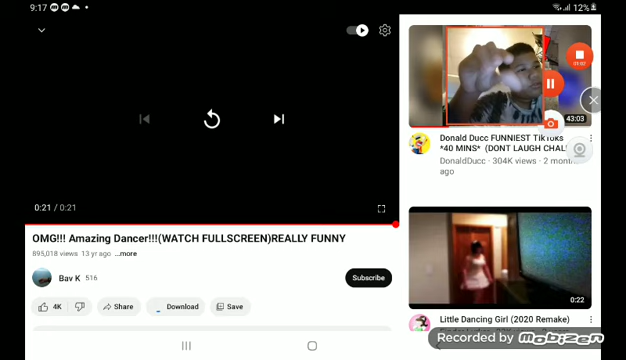 9:17
12%
01:02
43:03
Donald Ducc FUNNIEST TikToks
*40 MINS* (DONT LAUGH CHAL
DonaldDucc · 304K views · 2 month
ago
0:21 / 0:21
OMG!!! Amazing Dancer!!!(WATCH FULLSCREEN)REALLY FUNNY
895,018 views 13 yr ago ...more
Bav K 516
Subscribe
4K
Share
Download
Save
0:22
Little Dancing Girl (2020 Remake)
Recorded by mobizen